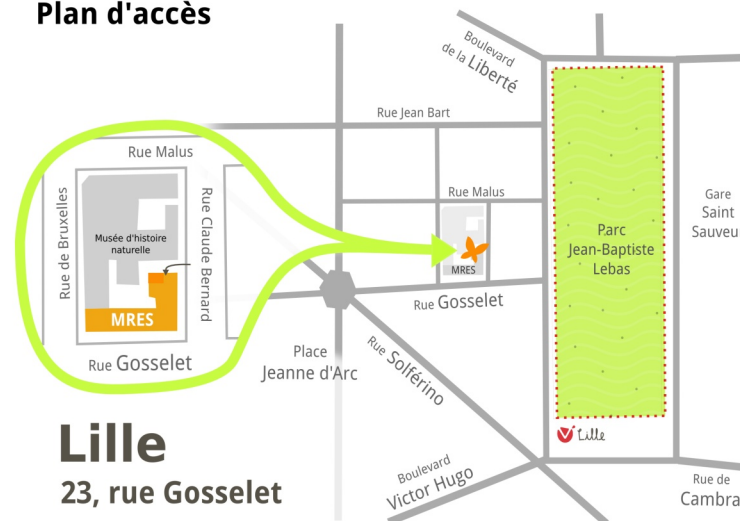 Plan d'accès
Boulevard
de la Liberté
Rue Jean Bart
Rue Malus
Rue de Bruxelles
Musée d'histoire
naturelle
Rue Claude Bernard
MRES
Rue Gosselet
Rue Malus
MRES
Rue Gosselet
Parc
Jean-Baptiste
Lebas
Gare
Saint
Sauveu
Place
Jeanne d'Arc
Rue Solférino
Lille
Boulevard
Victor Hugo
Rue de
Cambra
Lille
23, rue Gosselet